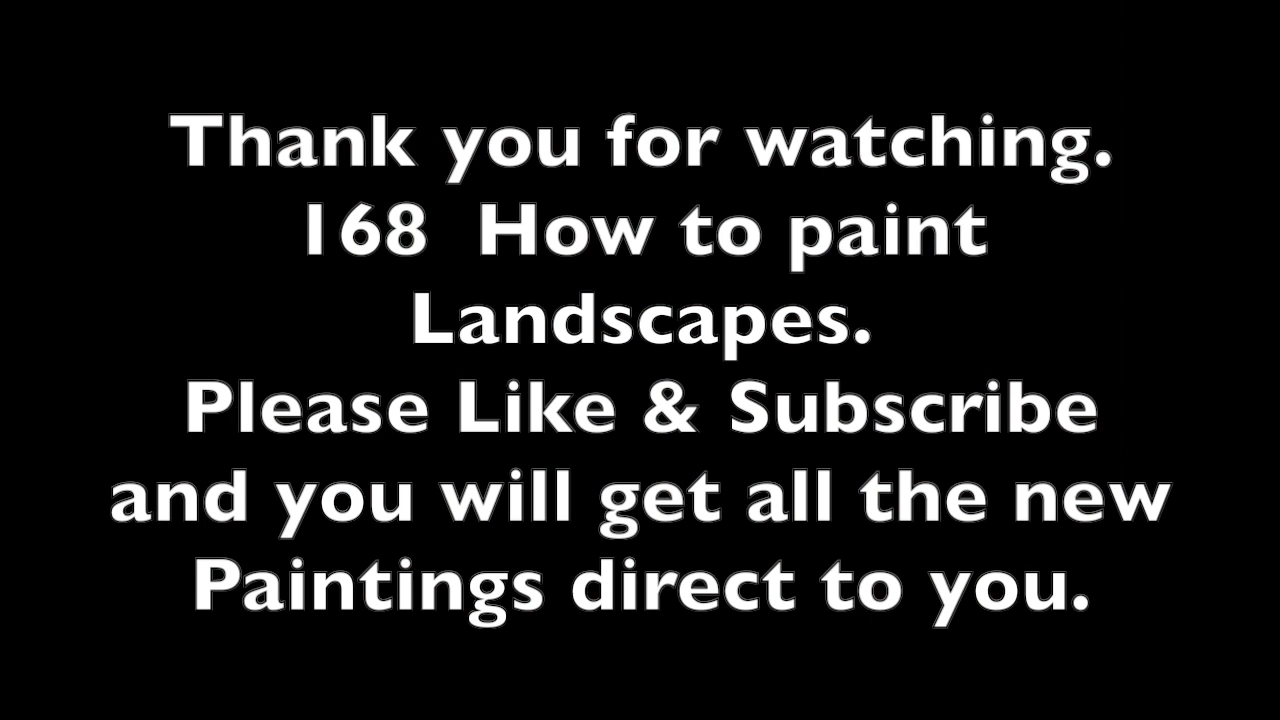 Thank you for watching.
168  How to paint
Landscapes.
Please Like & Subscribe
and you will get all the new
Paintings direct to you.